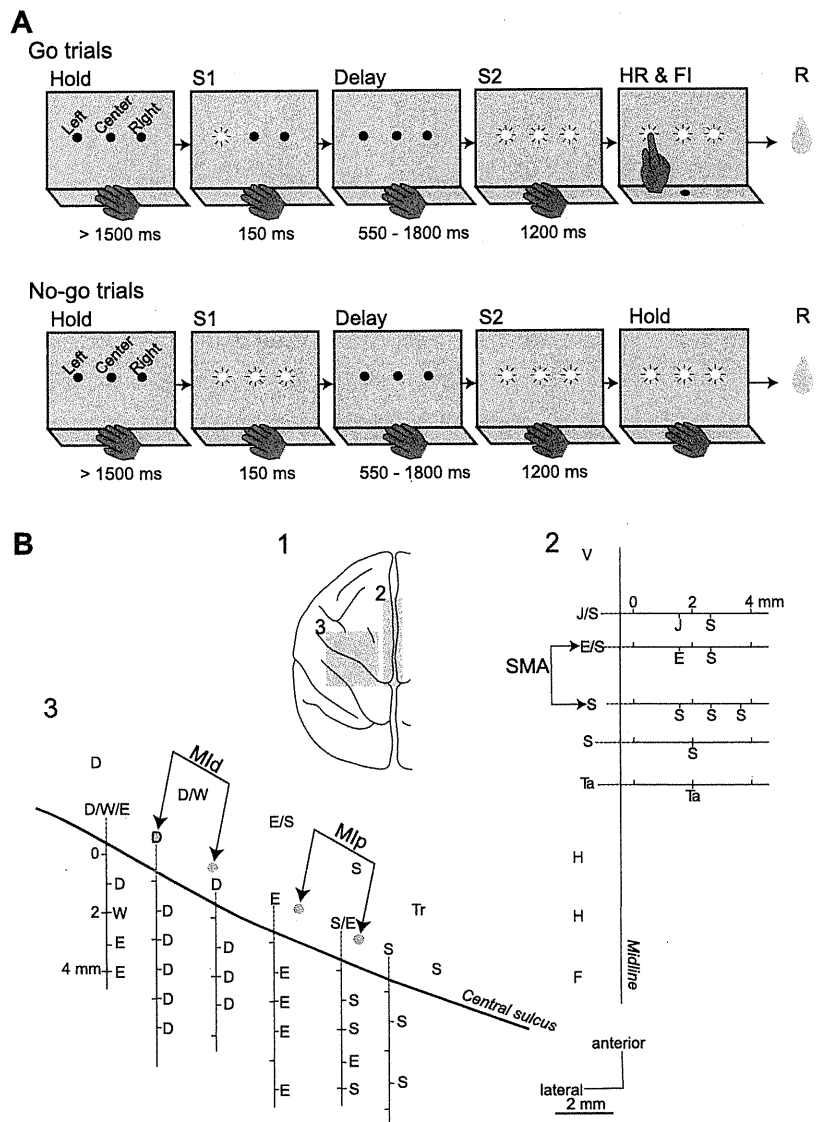 A
Go trials
Hold S1 Delay S2 HR & FI R
Left Center Right
> 1500 ms 150 ms 550 - 1800 ms 1200 ms
No-go trials
Hold S1 Delay S2 Hold R
Left Center Right
> 1500 ms 150 ms 550 - 1800 ms 1200 ms
B
1
2
3
2
V
0 2 4 mm
J/S
J S
E/S
E S
SMA
S
S S S
S
S
Ta
Ta
H
H
F
Midline
anterior
lateral
2 mm
3
D
MId
D/W
D/W/E
D
E/S
MIp
S
0
D
D
E
S/E
Tr
2
4 mm
D
W
E
E
D
D
D
D
D
D
D
D
E
E
E
E
S
S
E
S
S
S
S
S
Central sulcus